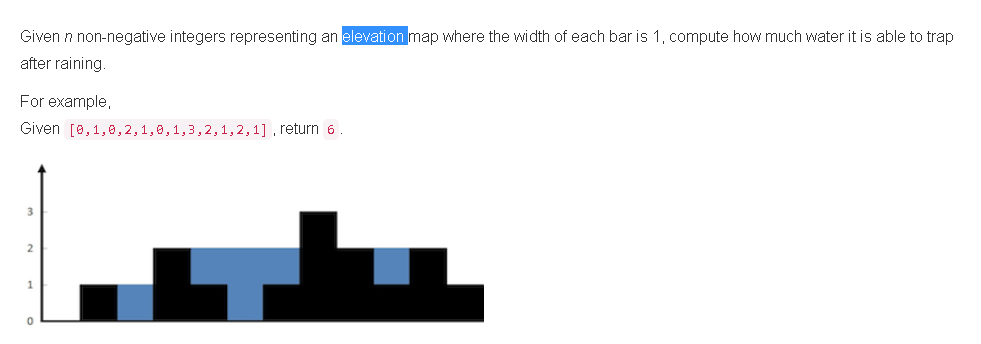 Given n non-negative integers representing an elevation map where the width of each bar is 1, compute how much water it is able to trap
after raining.
For example,
Given [0,1,0,2,1,0,1,3,2,1,2,1], return 6.
3
2
1
0